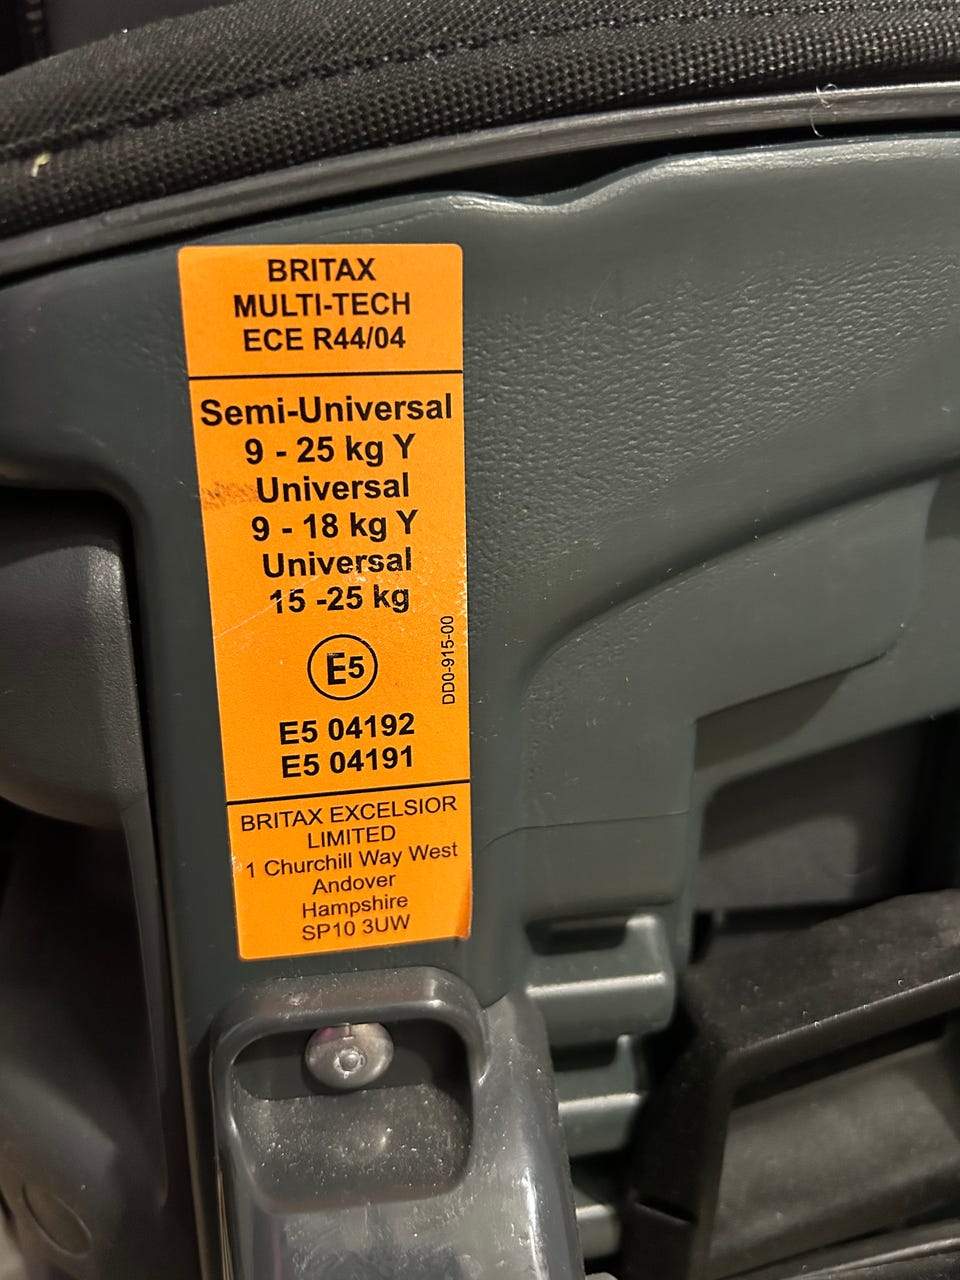 BRITAX
MULTI-TECH
ECE R44/04
Semi-Universal
9 - 25 kg Y
Universal
9 - 18 kg Y
Universal
15 -25 kg
E5
DD0-915-00
E5 04192
E5 04191
BRITAX EXCELSIOR
LIMITED
1 Churchill Way West
Andover
Hampshire
SP10 3UW